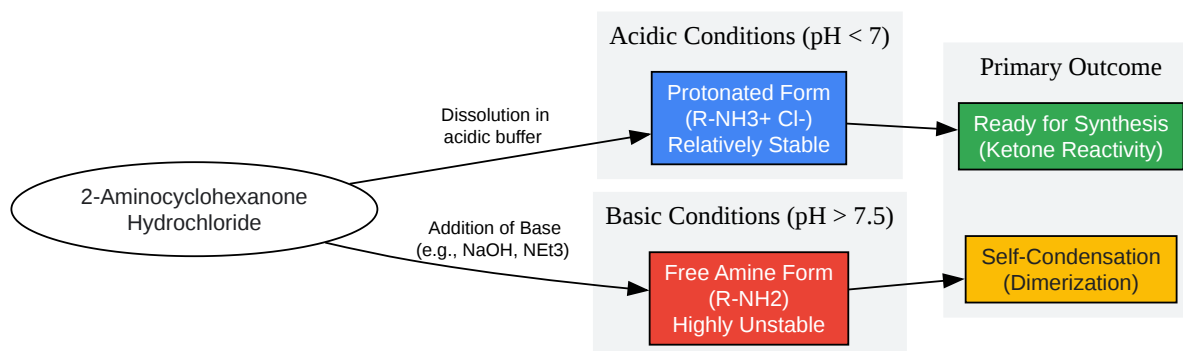 Acidic Conditions (pH < 7)
Primary Outcome
Dissolution in
acidic buffer
Protonated Form
(R-NH3+ Cl-)
Relatively Stable
Ready for Synthesis
(Ketone Reactivity)
2-Aminocyclohexanone
Hydrochloride
Basic Conditions (pH > 7.5)
Addition of Base
(e.g., NaOH, NEt3)
Free Amine Form
(R-NH2)
Highly Unstable
Self-Condensation
(Dimerization)